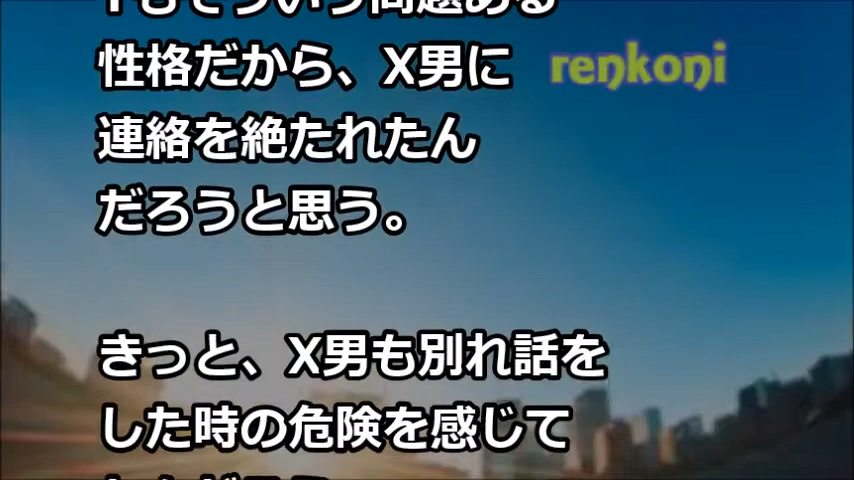 性格だから、X男に
renkoni
連絡を絶たれたん
だろうと思う。
きっと、X男も別れ話を
した時の危険を感じて